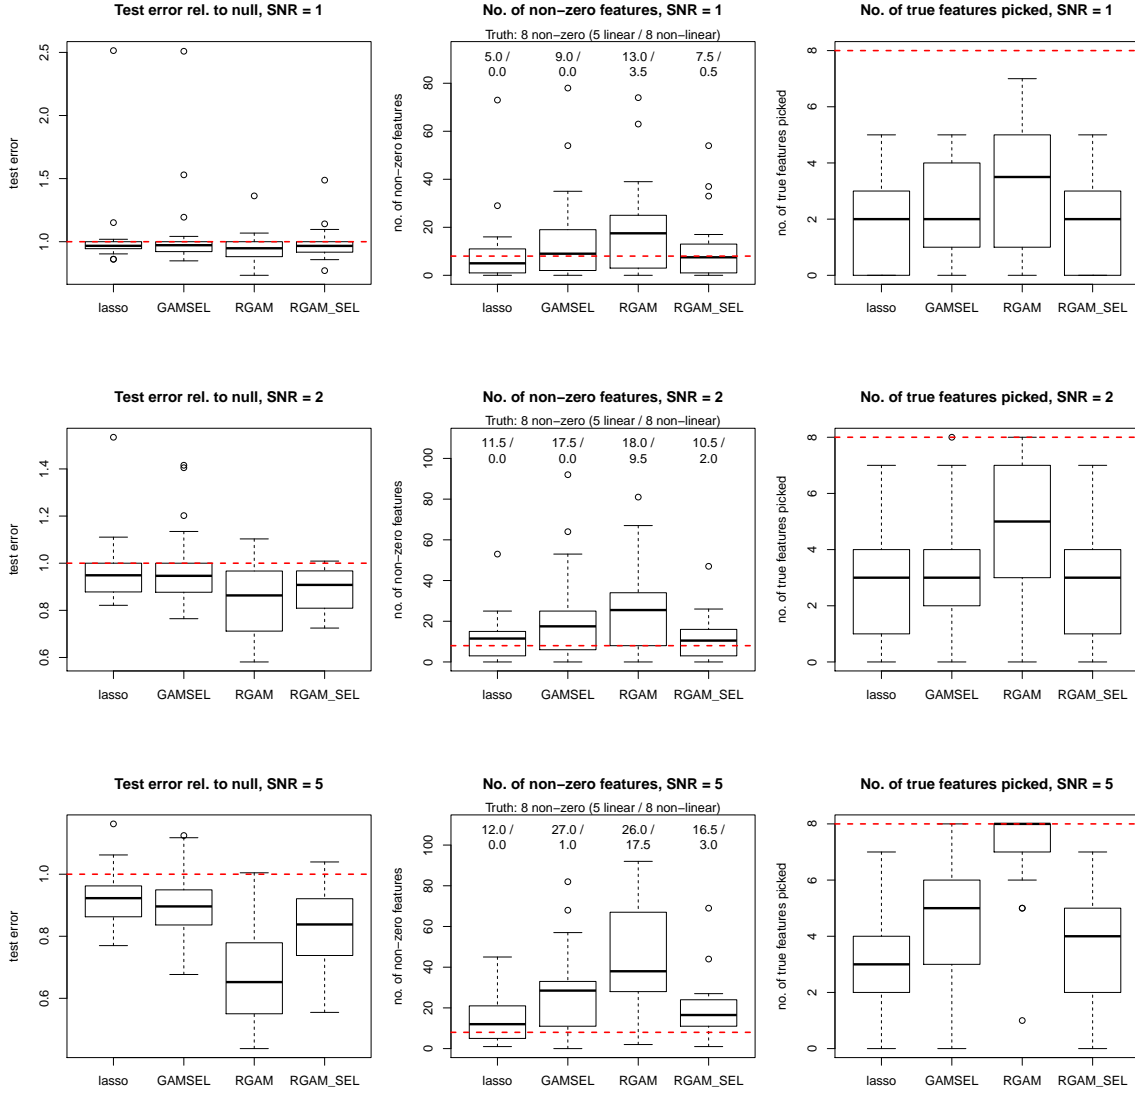 Test error rel. to null, SNR = 1
test error
2.5
2.0
1.5
1.0
lasso GAMSEL RGAM RGAM_SEL
No. of non−zero features, SNR = 1
Truth: 8 non−zero (5 linear / 8 non−linear)
5.0 / 9.0 / 13.0 / 7.5 /
0.0 0.0 3.5 0.5
no. of non−zero features
80
60
40
20
0
lasso GAMSEL RGAM RGAM_SEL
No. of true features picked, SNR = 1
no. of true features picked
8
6
4
2
0
lasso GAMSEL RGAM RGAM_SEL
Test error rel. to null, SNR = 2
test error
1.4
1.2
1.0
0.8
0.6
lasso GAMSEL RGAM RGAM_SEL
No. of non−zero features, SNR = 2
Truth: 8 non−zero (5 linear / 8 non−linear)
11.5 / 17.5 / 18.0 / 10.5 /
0.0 0.0 9.5 2.0
no. of non−zero features
100
80
60
40
20
0
lasso GAMSEL RGAM RGAM_SEL
No. of true features picked, SNR = 2
no. of true features picked
8
6
4
2
0
lasso GAMSEL RGAM RGAM_SEL
Test error rel. to null, SNR = 5
test error
1.0
0.8
0.6
lasso GAMSEL RGAM RGAM_SEL
No. of non−zero features, SNR = 5
Truth: 8 non−zero (5 linear / 8 non−linear)
12.0 / 27.0 / 26.0 / 16.5 /
0.0 1.0 17.5 3.0
no. of non−zero features
100
80
60
40
20
0
lasso GAMSEL RGAM RGAM_SEL
No. of true features picked, SNR = 5
no. of true features picked
8
6
4
2
0
lasso GAMSEL RGAM RGAM_SEL